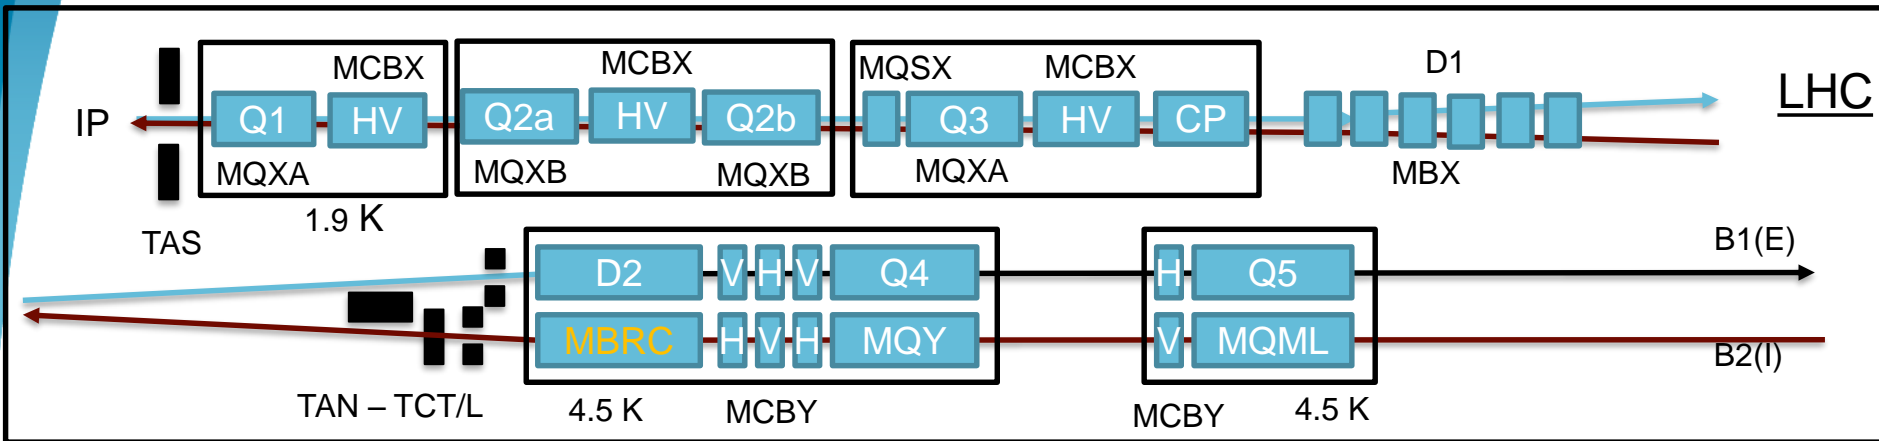 MCBX MCBX MQSX MCBX D1
LHC
IP Q1 HV Q2a HV Q2b Q3 HV CP
MQXA MQXB MQXB MQXA MBX
1.9 K
TAS
B1(E)
D2 V H V Q4 H Q5
MBRC H V H MQY V MQML
B2(I)
TAN – TCT/L 4.5 K MCBY MCBY 4.5 K